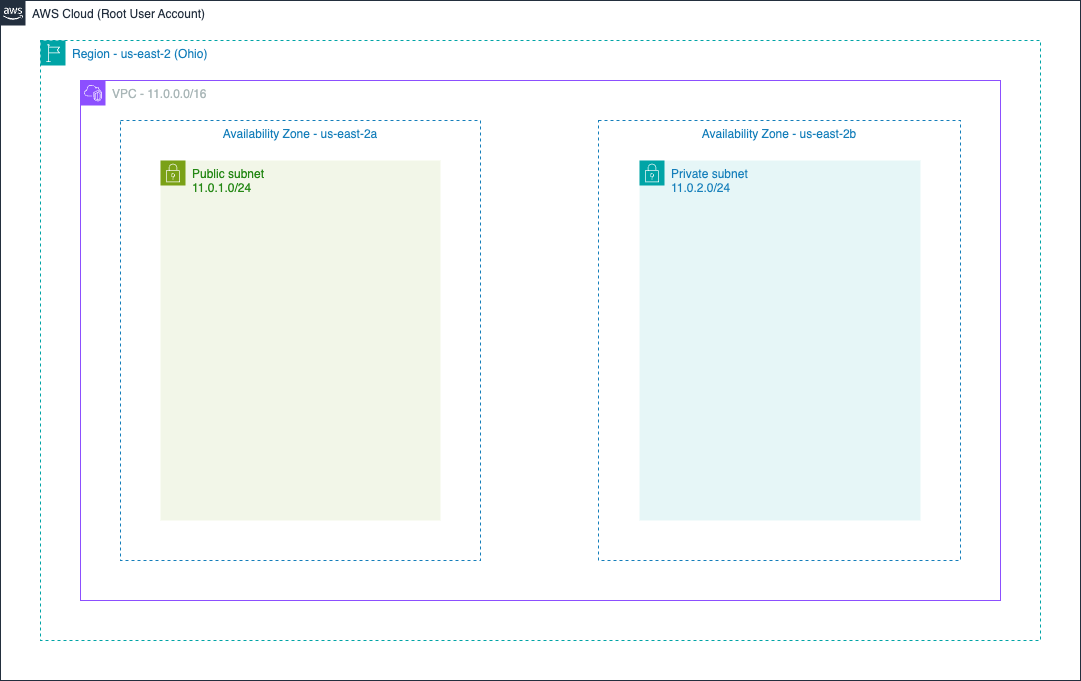 aws
AWS Cloud (Root User Account)
Region - us-east-2 (Ohio)
VPC - 11.0.0.0/16
Availability Zone - us-east-2a
Public subnet
11.0.1.0/24
Availability Zone - us-east-2b
Private subnet
11.0.2.0/24